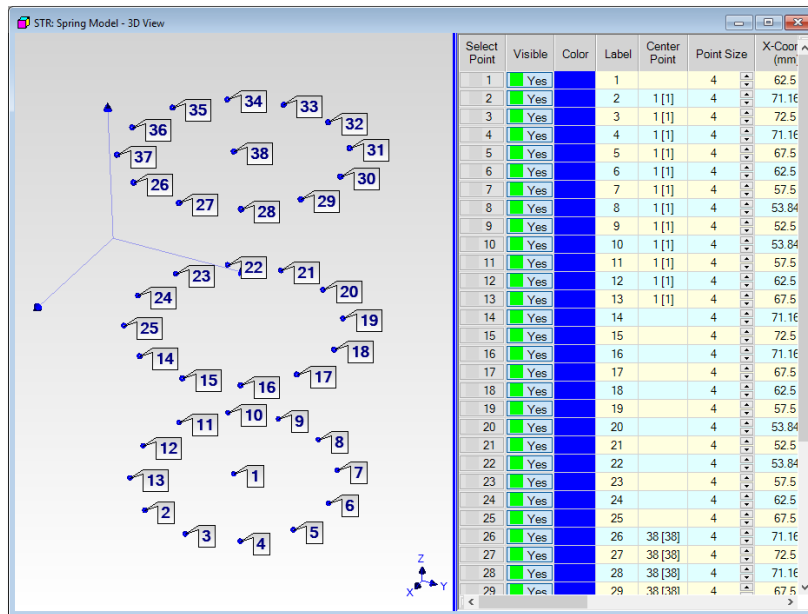 STR: Spring Model - 3D View
34
35
33
36
32
31
37
38
30
26
27
29
28
22
21
23
20
24
19
25
18
14
17
15
16
10
11
9
8
12
7
13
1
6
2
5
3
4
Z
X
Y
Select Point Visible Color Label Center Point Point Size X-Coor (mm)
1 Yes 1 4 62.5
2 Yes 2 1 [1] 4 71.16
3 Yes 3 1 [1] 4 72.5
4 Yes 4 1 [1] 4 71.16
5 Yes 5 1 [1] 4 67.5
6 Yes 6 1 [1] 4 62.5
7 Yes 7 1 [1] 4 57.5
8 Yes 8 1 [1] 4 53.84
9 Yes 9 1 [1] 4 52.5
10 Yes 10 1 [1] 4 53.84
11 Yes 11 1 [1] 4 57.5
12 Yes 12 1 [1] 4 62.5
13 Yes 13 1 [1] 4 67.5
14 Yes 14 4 71.16
15 Yes 15 4 72.5
16 Yes 16 4 71.16
17 Yes 17 4 67.5
18 Yes 18 4 62.5
19 Yes 19 4 57.5
20 Yes 20 4 53.84
21 Yes 21 4 52.5
22 Yes 22 4 53.84
23 Yes 23 4 57.5
24 Yes 24 4 62.5
25 Yes 25 4 67.5
26 Yes 26 38 [38] 4 71.16
27 Yes 27 38 [38] 4 72.5
28 Yes 28 38 [38] 4 71.16
29 Yes 29 38 [38] 4 67.5